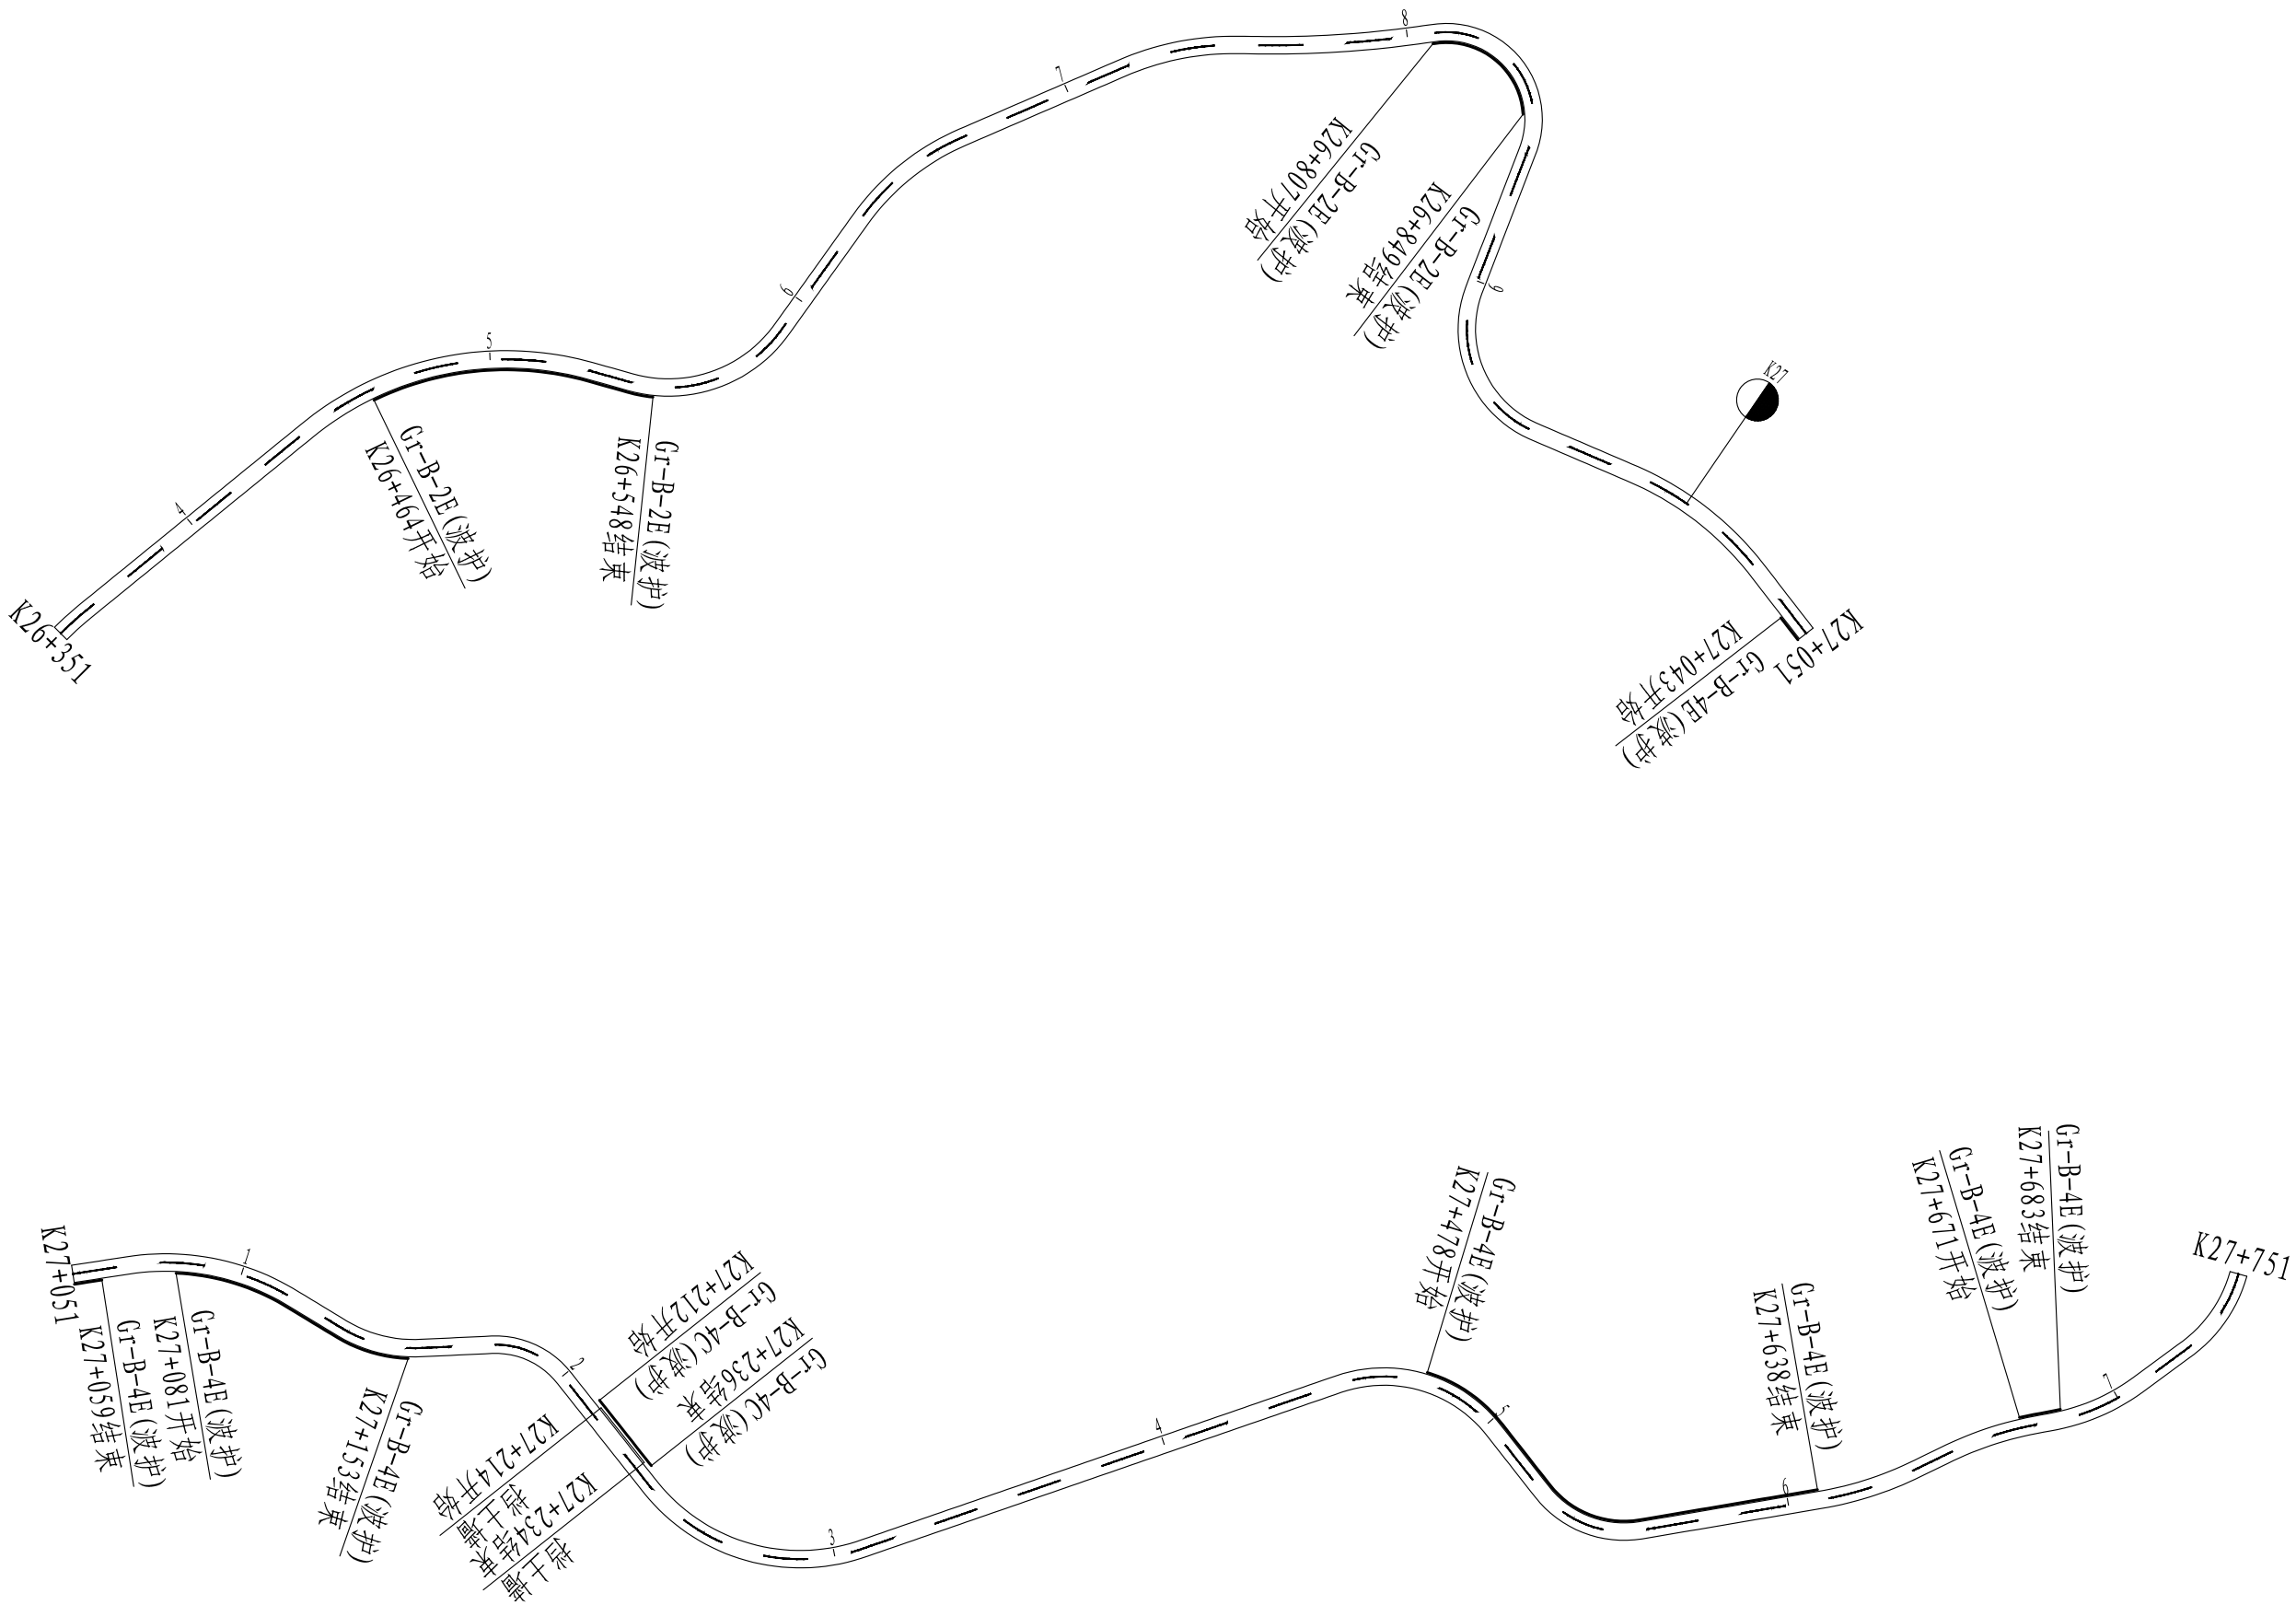 8
7
K26+807开始
Gr-B-2E(波护)
K26+849结束
Gr-B-2E(波护)
6
9
5
K27
Gr-B-2E(波护)
K26+464开始
Gr-B-2E(波护)
K26+548结束
4
K26+351
K27+043开始
Gr-B-4E(波护)
K27+051
K27+051
Gr-B-4E(波护)
K27+059结束
Gr-B-4E(波护)
K27+081开始
1
Gr-B-4E(波护)
K27+153结束
2
K27+212开始
Gr-B-4C(波护)
K27+236结束
Gr-B-4C(波护)
K27+214开始
挡土墙
K27+234结束
挡土墙
3
4
Gr-B-4E(波护)
K27+478开始
5
Gr-B-4E(波护)
K27+638结束
6
Gr-B-4E(波护)
K27+671开始
Gr-B-4E(波护)
K27+683结束
7
K27+751